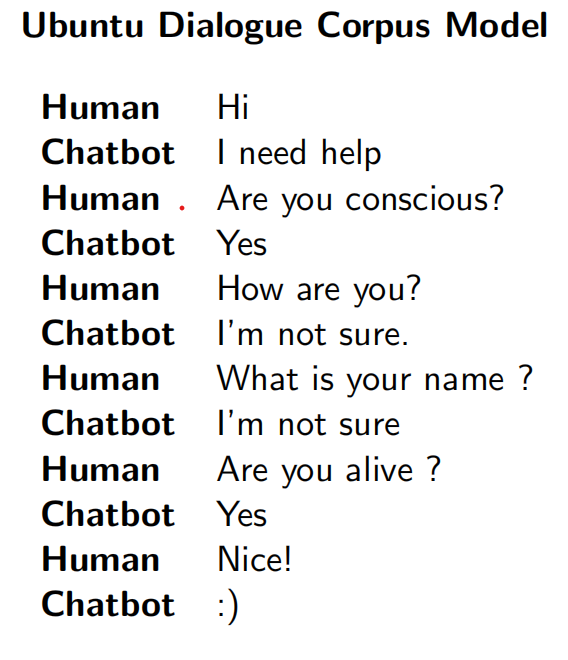 Ubuntu Dialogue Corpus Model
Human Hi
Chatbot I need help
Human . Are you conscious?
Chatbot Yes
Human How are you?
Chatbot I'm not sure.
Human What is your name ?
Chatbot I'm not sure
Human Are you alive ?
Chatbot Yes
Human Nice!
Chatbot :)